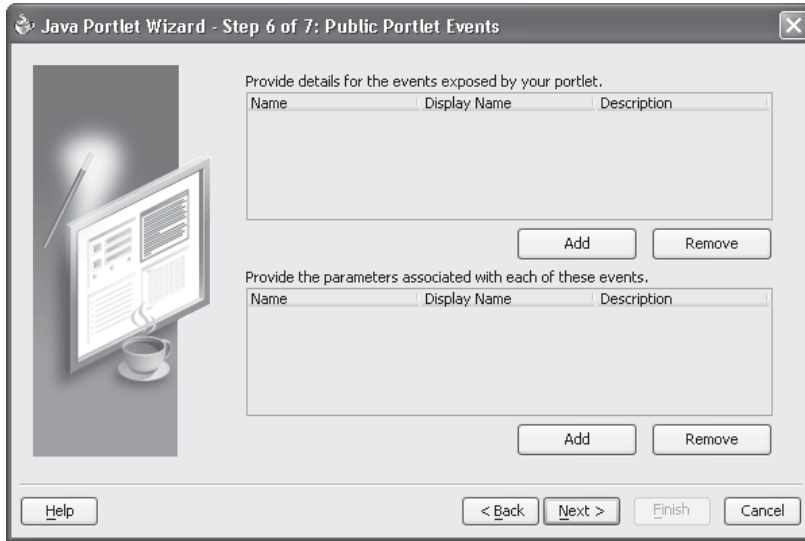 Java Portlet Wizard - Step 6 of 7: Public Portlet Events
Provide details for the events exposed by your portlet.
Name Display Name Description
Add Remove
Provide the parameters associated with each of these events.
Name Display Name Description
Add Remove
Help < Back Next > Finish Cancel